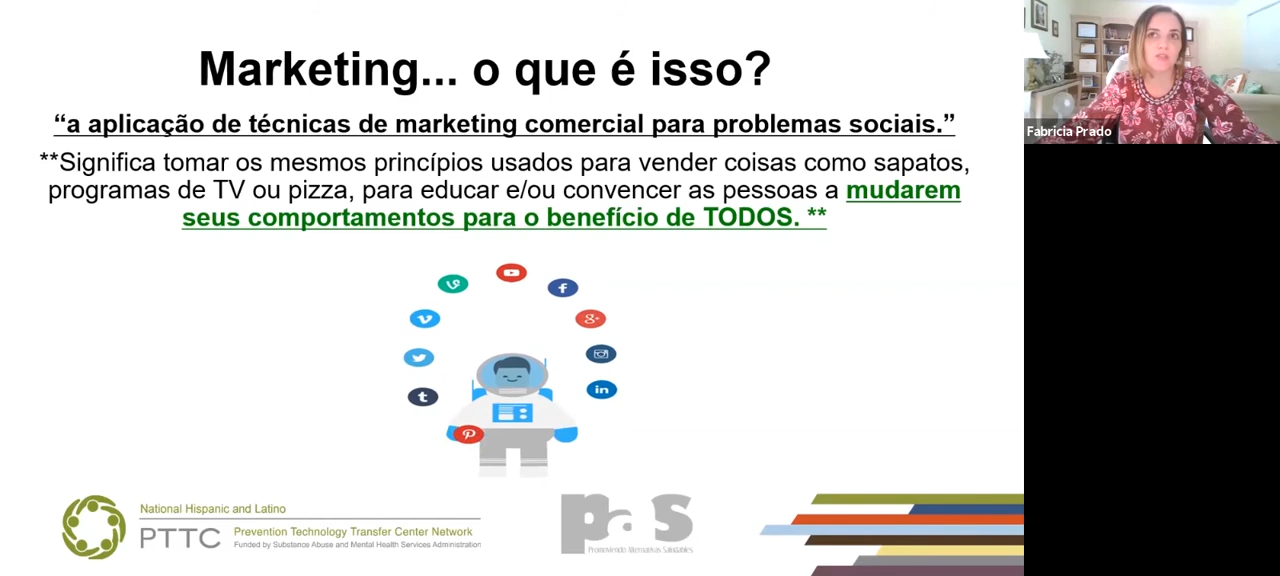 Marketing... o que é isso?
“a aplicação de técnicas de marketing comercial para problemas sociais.”
**Significa tomar os mesmos princípios usados para vender coisas como sapatos,
programas de TV ou pizza, para educar e/ou convencer as pessoas a mudarem
seus comportamentos para o benefício de TODOS. **
Fabricia Prado
National Hispanic and Latino
PTTC
Prevention Technology Transfer Center Network
Funded by Substance Abuse and Mental Health Services Administration
pas
Promoviendo Alternativas Saludables